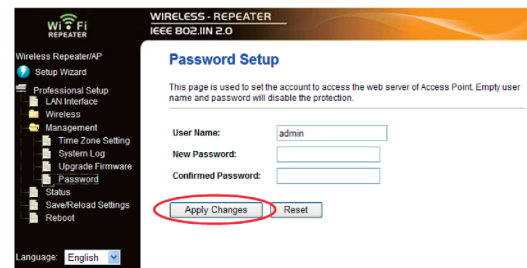 Wi Fi
REPEATER
WIRELESS - REPEATER
IEEE 802.11N 2.0
Wireless Repeater/AP
Setup Wizard
Professional Setup
LAN Interface
Wireless
Management
Time Zone Setting
System Log
Upgrade Firmware
Password
Status
Save/Reload Settings
Reboot
Language: English
Password Setup
This page is used to set the account to access the web server of Access Point. Empty user
name and password will disable the protection.
User Name: admin
New Password:
Confirmed Password:
Apply Changes Reset